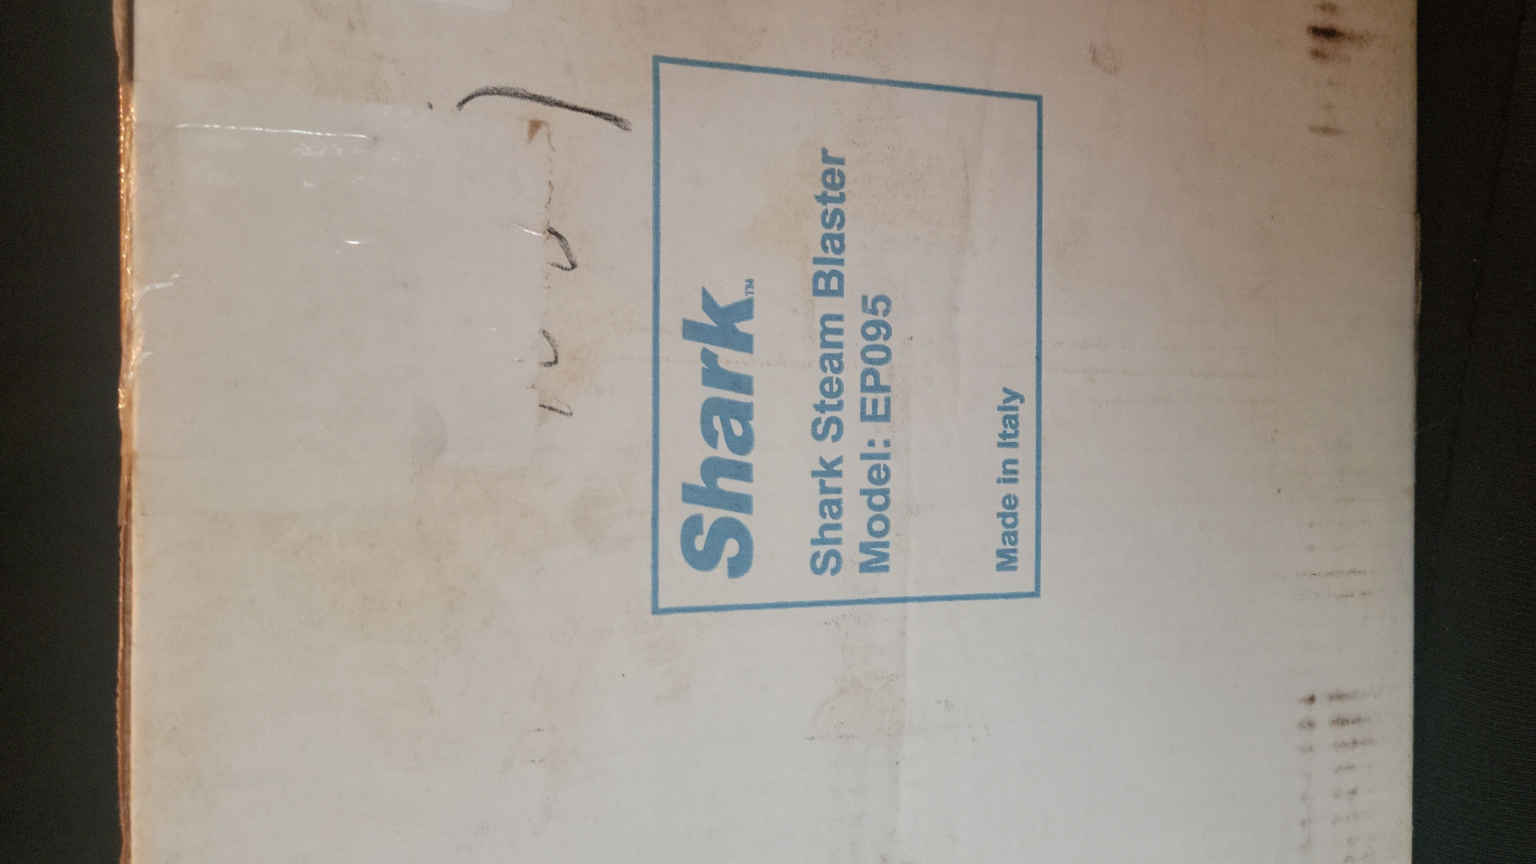 Shark™
Shark Steam Blaster
Model: EP095
Made in Italy